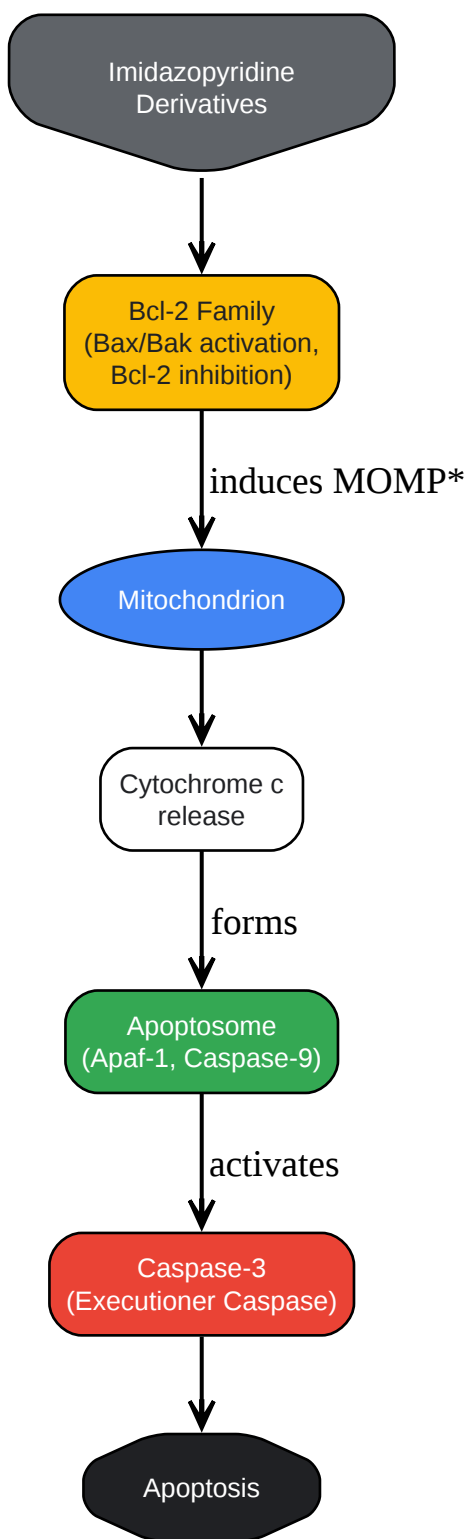 Imidazopyridine
Derivatives
Bcl-2 Family
(Bax/Bak activation,
Bcl-2 inhibition)
induces MOMP*
Mitochondrion
Cytochrome c
release
forms
Apoptosome
(Apaf-1, Caspase-9)
activates
Caspase-3
(Executioner Caspase)
Apoptosis